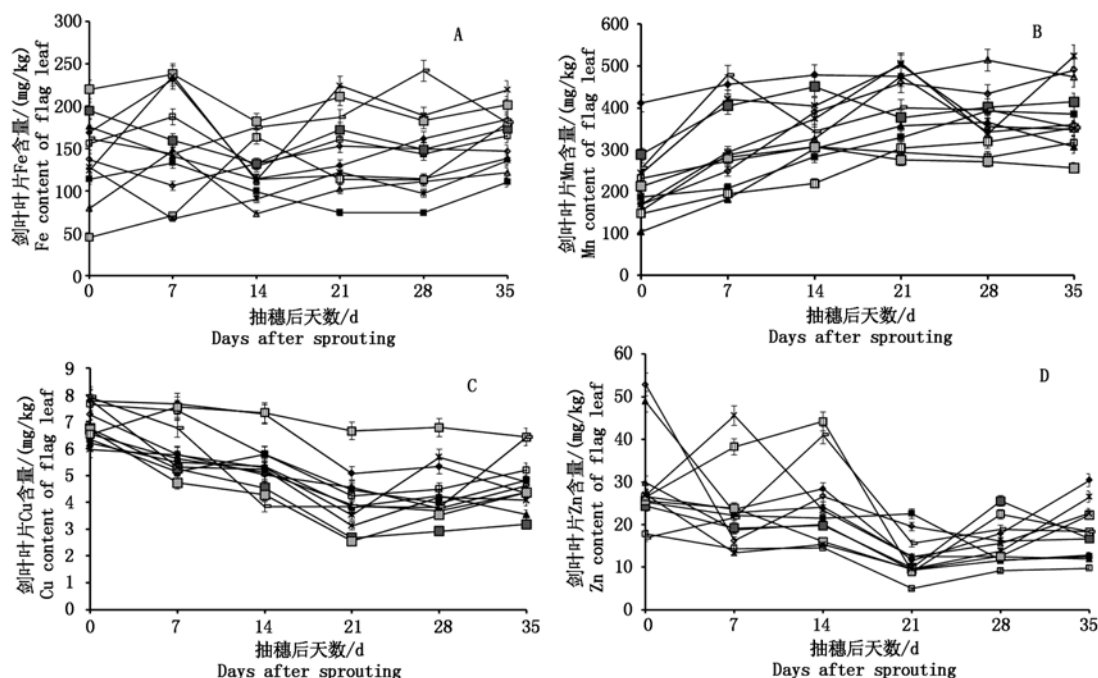 A
剑叶叶片Fe含量/(mg/kg)
Fe content of flag leaf
300
250
200
150
100
50
0
0 7 14 21 28 35
抽穗后天数/d
Days after sprouting
B
剑叶叶片Mn含量/(mg/kg)
Mn content of flag leaf
600
500
400
300
200
100
0
0 7 14 21 28 35
抽穗后天数/d
Days after sprouting
C
剑叶叶片Cu含量/(mg/kg)
Cu content of flag leaf
9
8
7
6
5
4
3
2
1
0
0 7 14 21 28 35
抽穗后天数/d
Days after sprouting
D
剑叶叶片Zn含量/(mg/kg)
Zn content of flag leaf
60
50
40
30
20
10
0
0 7 14 21 28 35
抽穗后天数/d
Days after sprouting